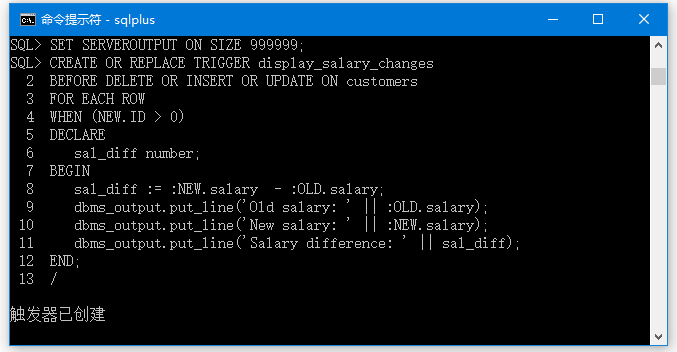 命令提示符 - sqlplus
SQL> SET SERVEROUTPUT ON SIZE 999999;
SQL> CREATE OR REPLACE TRIGGER display_salary_changes
  2  BEFORE DELETE OR INSERT OR UPDATE ON customers
  3  FOR EACH ROW
  4  WHEN (NEW.ID > 0)
  5  DECLARE
  6     sal_diff number;
  7  BEGIN
  8     sal_diff := :NEW.salary  - :OLD.salary;
  9     dbms_output.put_line('Old salary: ' || :OLD.salary);
 10     dbms_output.put_line('New salary: ' || :NEW.salary);
 11     dbms_output.put_line('Salary difference: ' || sal_diff);
 12  END;
 13  /
触发器已创建